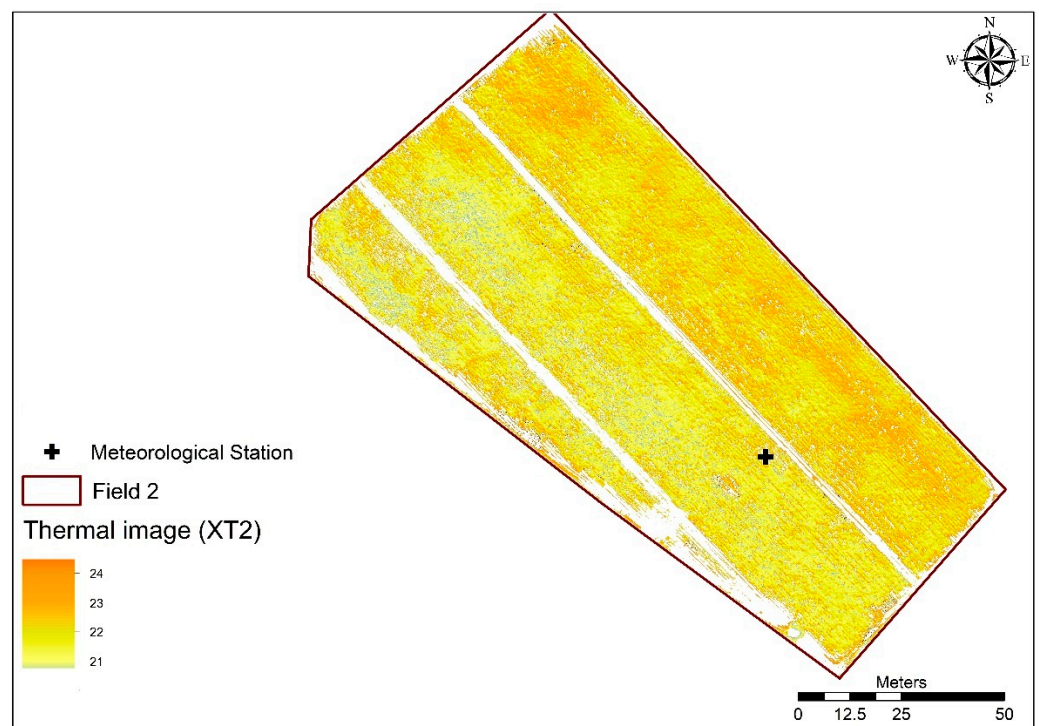 N
W E
S
Meteorological Station
Field 2
Thermal image (XT2)
24
23
22
21
Meters
0 12.5 25 50